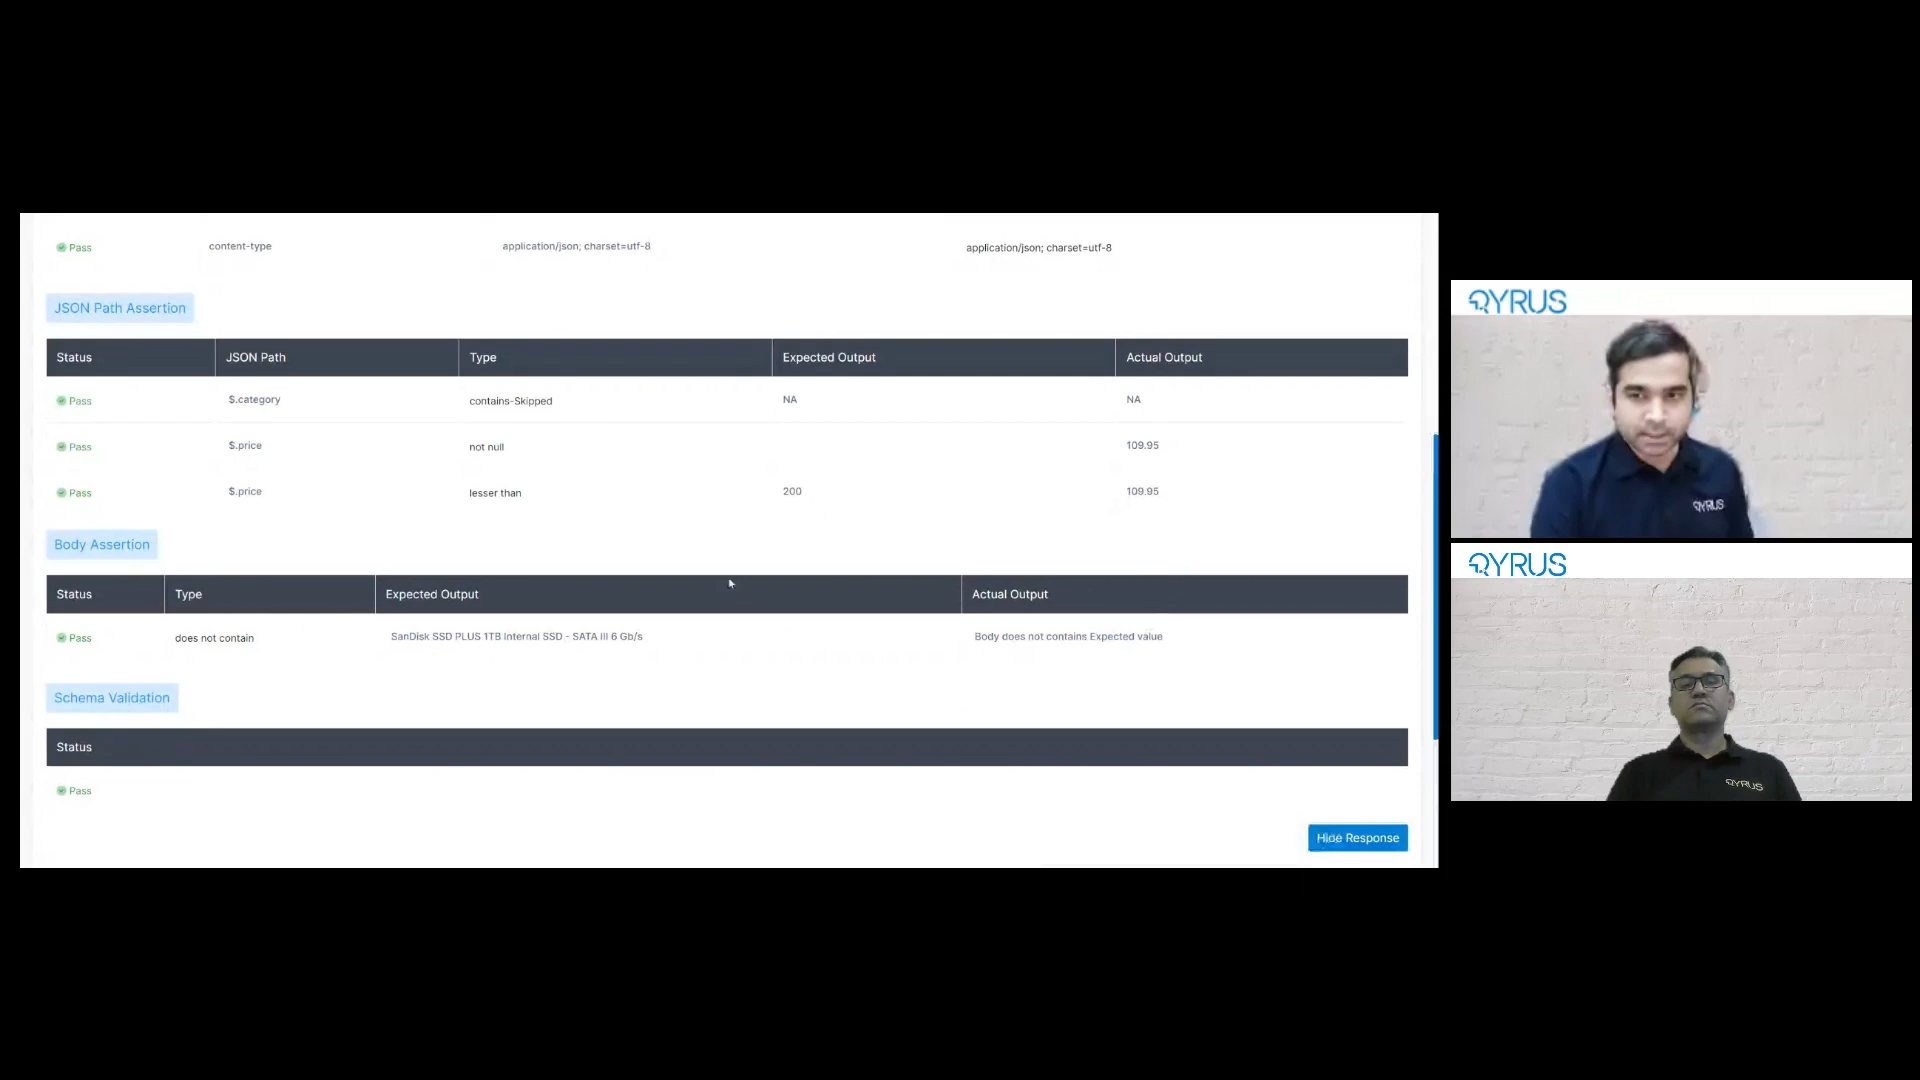 Pass content-type application/json; charset=utf-8 application/json; charset=utf-8
JSON Path Assertion
Status JSON Path Type Expected Output Actual Output
Pass $.category contains-Skipped NA NA
Pass $.price not null 109.95
Pass $.price lesser than 200 109.95
Body Assertion
Status Type Expected Output Actual Output
Pass does not contain SanDisk SSD PLUS 1TB Internal SSD - SATA III 6 Gb/s Body does not contains Expected value
Schema Validation
Status
Pass
Hide Response
QYRUS
QYRUS
QYRUS
QYRUS